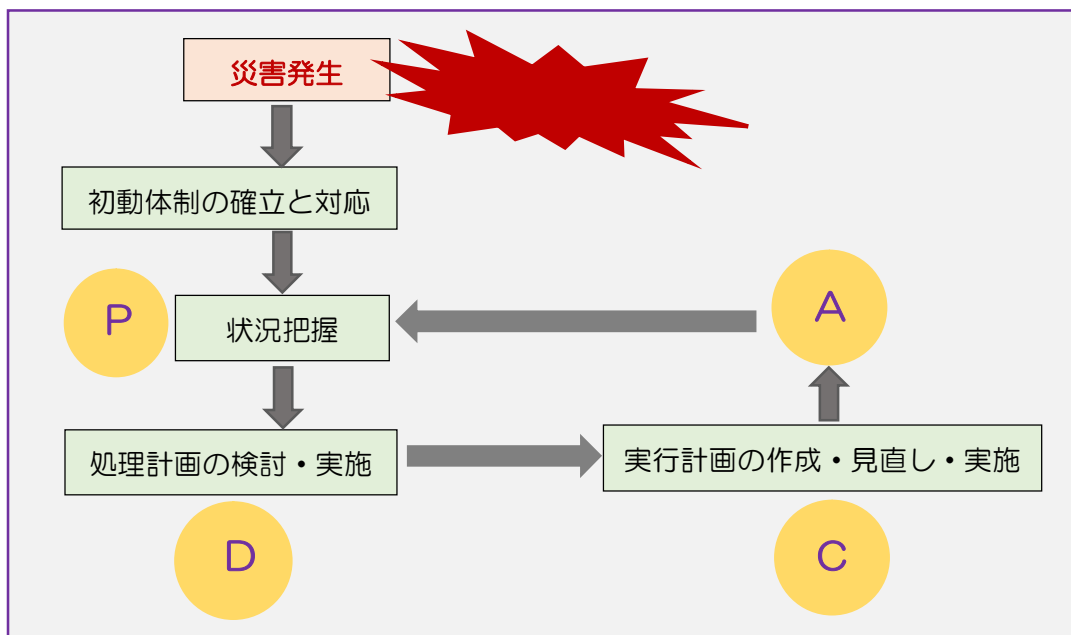 災害発生
初動体制の確立と対応
P
状況把握
A
処理計画の検討・実施
実行計画の作成・見直し・実施
D
C